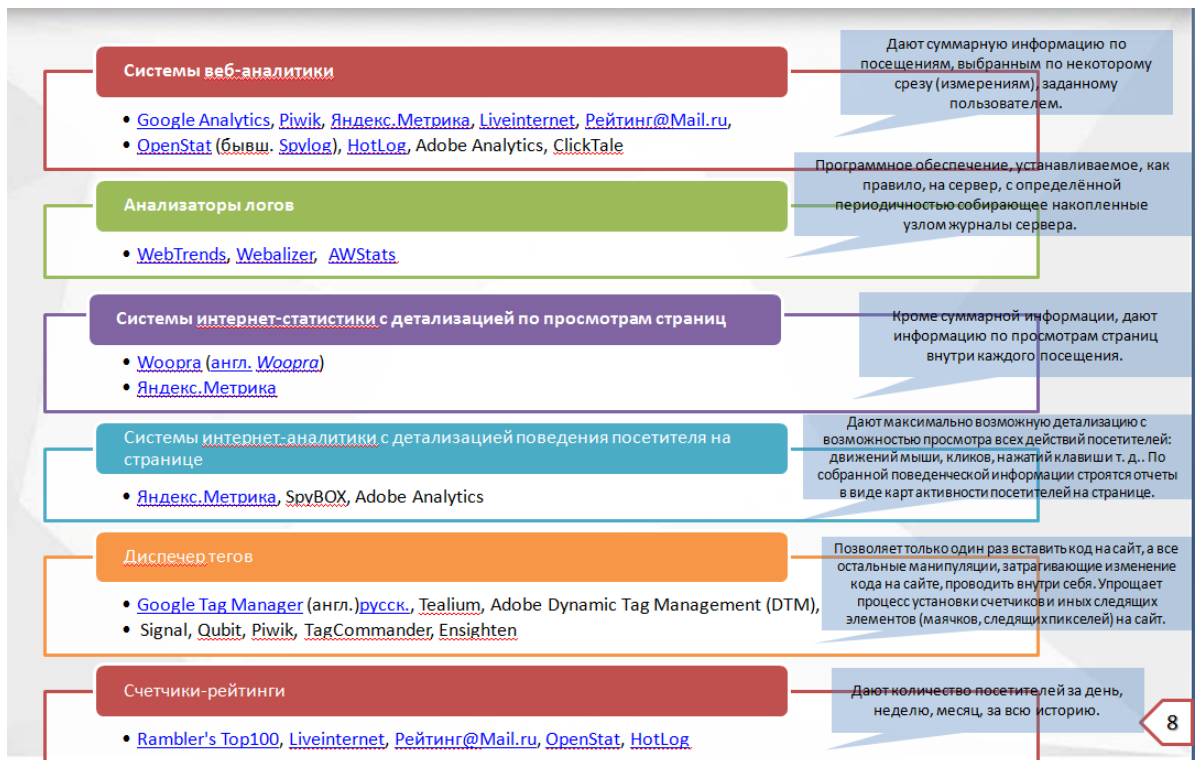 Системы веб-аналитики
Дают суммарную информацию по
посещениям, выбранным по некоторому
срезу (измерениям), заданному
пользователем.
• Google Analytics, Piwik, Яндекс.Метрика, Liveinternet, Рейтинг@Mail.ru,
• OpenStat (бывш. Spylog), HotLog, Adobe Analytics, ClickTale
Анализаторы логов
Программное обеспечение, устанавливаемое, как
правило, на сервер, с определённой
периодичностью собирающее накопленные
узлом журналы сервера.
• WebTrends, Webalizer, AWStats
Системы интернет-статистики с детализацией по просмотрам страниц
Кроме суммарной информации, дают
информацию по просмотрам страниц
внутри каждого посещения.
• Woopra (англ. Woopra)
• Яндекс.Метрика
Системы интернет-аналитики с детализацией поведения посетителя на
странице
Дают максимально возможную детализацию с
возможностью просмотра всех действий посетителей:
движений мыши, кликов, нажатий клавиши т. д.. По
собранной поведенческой информации строятся отчеты
в виде карт активности посетителей на странице.
• Яндекс.Метрика, SpyBOX, Adobe Analytics
Диспечер тегов
Позволяет только один раз вставить код на сайт, а все
остальные манипуляции, затрагивающие изменение
кода на сайте, проводить внутри себя. Упрощает
процесс установки счетчиков и иных следящих
элементов (маячков, следящих пикселей) на сайт.
• Google Tag Manager (англ.)русск., Tealium, Adobe Dynamic Tag Management (DTM),
• Signal, Qubit, Piwik, TagCommander, Ensighten
Счетчики-рейтинги
Дают количество посетителей за день,
неделю, месяц, за всю историю.
• Rambler's Top100, Liveinternet, Рейтинг@Mail.ru, OpenStat, HotLog
8